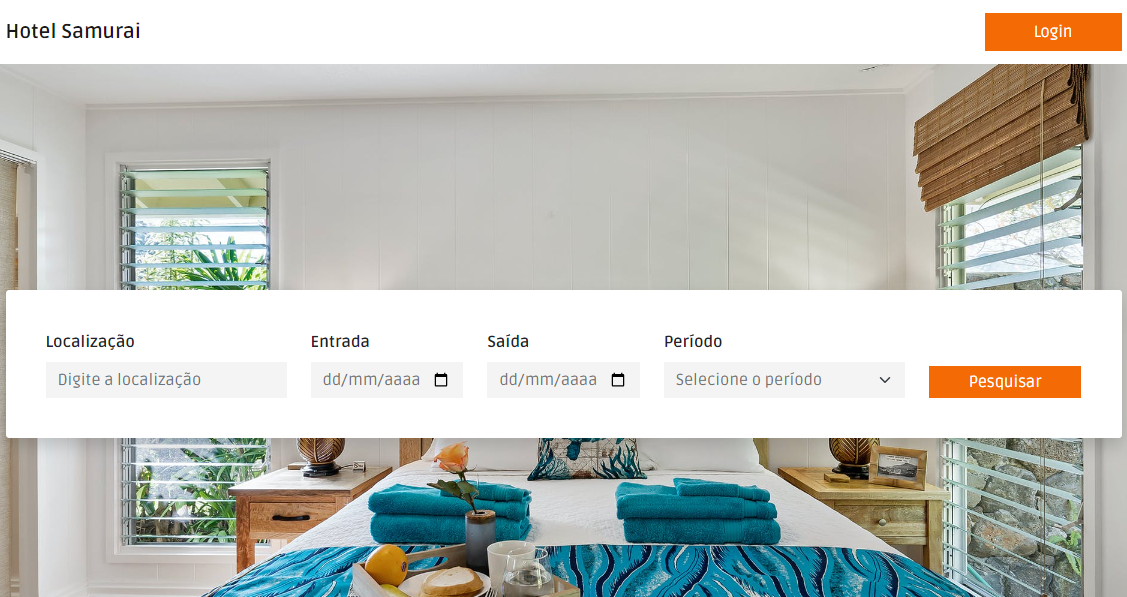 Hotel Samurai
Login
Localização
Entrada
Saída
Período
Digite a localização
dd/mm/aaaa
dd/mm/aaaa
Selecione o período
Pesquisar